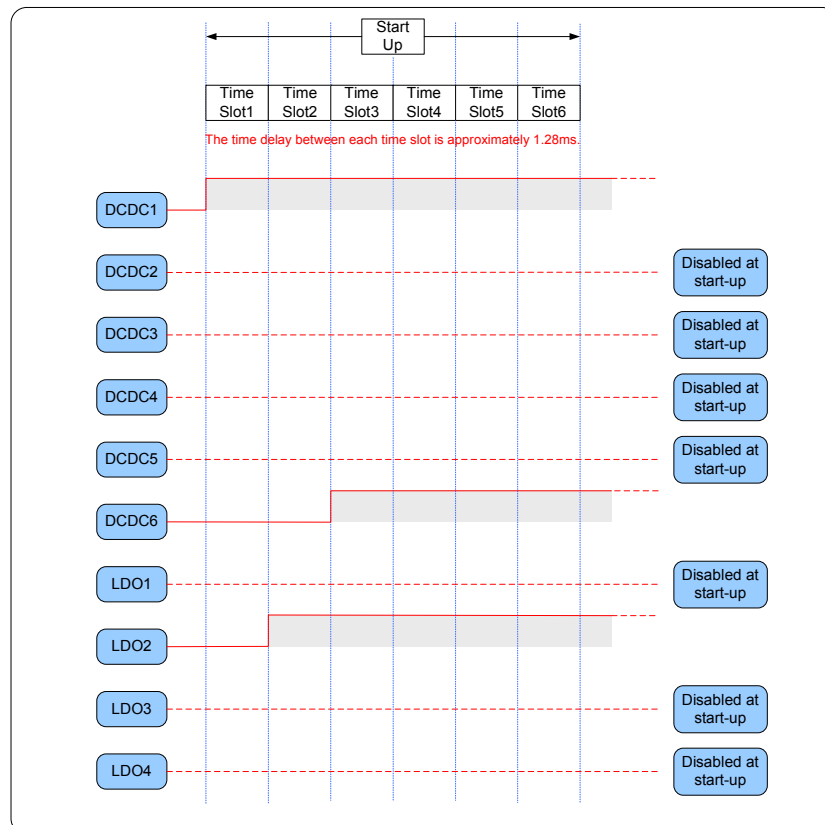 Start
Up
Time
Slot1
Time
Slot2
Time
Slot3
Time
Slot4
Time
Slot5
Time
Slot6
The time delay between each time slot is approximately 1.28ms.
DCDC1
DCDC2
Disabled at
start-up
DCDC3
Disabled at
start-up
DCDC4
Disabled at
start-up
DCDC5
Disabled at
start-up
DCDC6
LDO1
Disabled at
start-up
LDO2
LDO3
Disabled at
start-up
LDO4
Disabled at
start-up